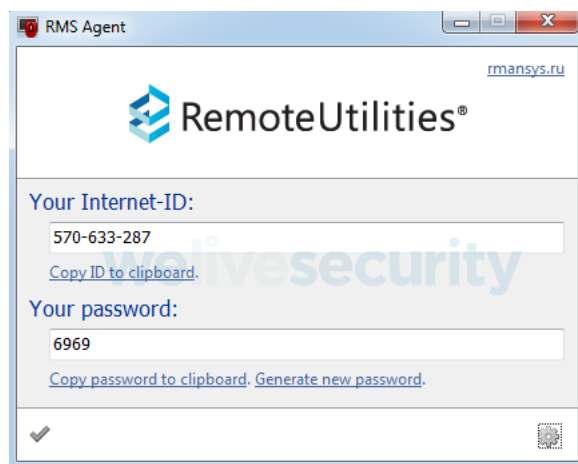 RMS Agent
rmansys.ru
RemoteUtilities®
Your Internet-ID:
570-633-287
welivesecurity
Copy ID to clipboard.
Your password:
6969
Copy password to clipboard. Generate new password.